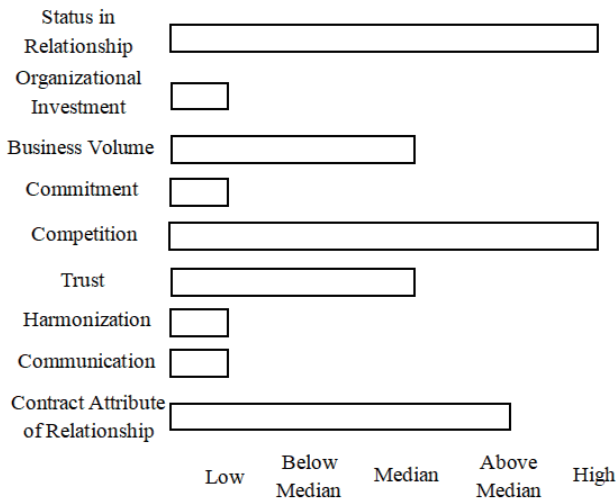 Status in
Relationship
Organizational
Investment
Business Volume
Commitment
Competition
Trust
Harmonization
Communication
Contract Attribute
of Relationship
Low
Below
Median
Median
Above
Median
High